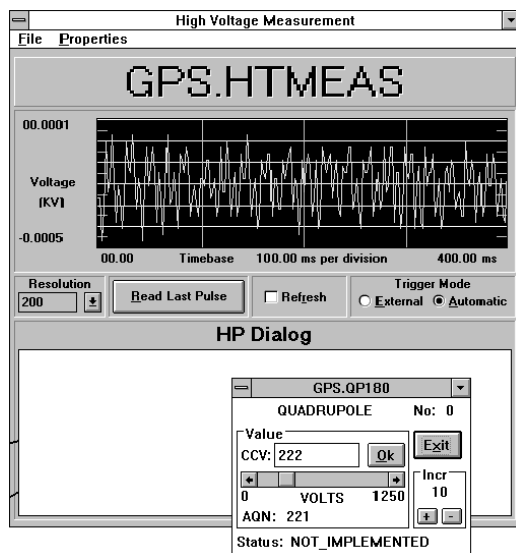 High Voltage Measurement
File Properties
GPS.HTMEAS
00.0001
Voltage
(KV)
-0.0005
00.00 Timebase 100.00 ms per division 400.00 ms
Resolution
200
Read Last Pulse
Refresh
Trigger Mode
External Automatic
HP Dialog
GPS.QP180
QUADRUPOLE No: 0
Value
CCV: 222 Ok
Exit
0 VOLTS 1250
AQN: 221
Incr
10
+ -
Status: NOT_IMPLEMENTED